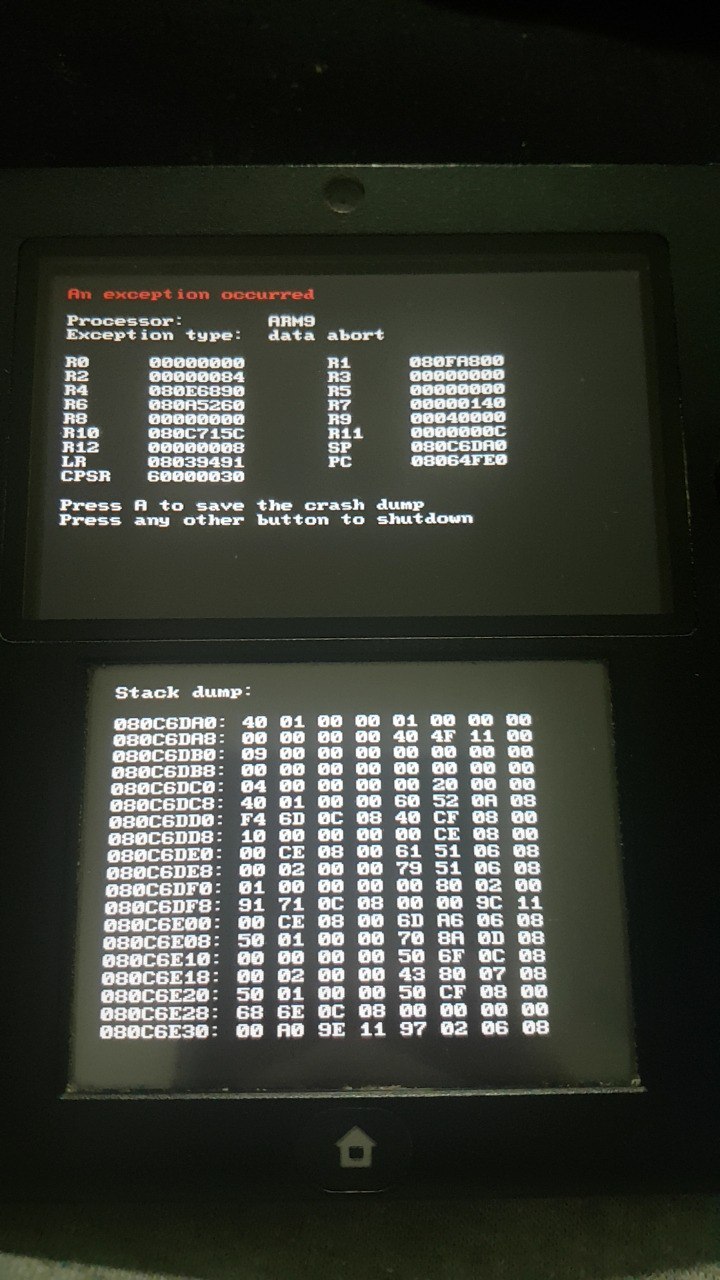 An exception occurred
Processor: ARM9
Exception type: data abort
R0 00000000 R1 080FA800
R2 00000084 R3 00000000
R4 080E6890 R5 00000000
R6 080A5260 R7 00000140
R8 00000000 R9 00040000
R10 080C715C R11 0000000C
R12 00000008 SP 080C6DA0
LR 08039491 PC 08064FE0
CPSR 60000030
Press A to save the crash dump
Press any other button to shutdown
Stack dump:
080C6DA0: 40 01 00 00 01 00 00 00
080C6DA8: 00 00 00 00 40 4F 11 00
080C6DB0: 09 00 00 00 00 00 00 00
080C6DB8: 00 00 00 00 00 00 00 00
080C6DC0: 04 00 00 00 00 20 00 00
080C6DC8: 40 01 00 00 60 52 0A 08
080C6DD0: F4 6D 0C 08 40 CF 08 00
080C6DD8: 10 00 00 00 00 CE 08 00
080C6DE0: 00 CE 08 00 61 51 06 08
080C6DE8: 00 02 00 00 79 51 06 08
080C6DF0: 01 00 00 00 00 80 02 00
080C6DF8: 91 71 0C 08 00 00 9C 11
080C6E00: 00 CE 08 00 6D A6 06 08
080C6E08: 50 01 00 00 70 8A 0D 08
080C6E10: 00 00 00 00 50 6F 0C 08
080C6E18: 00 02 00 00 43 80 07 08
080C6E20: 50 01 00 00 50 CF 08 00
080C6E28: 68 6E 0C 08 00 00 00 00
080C6E30: 00 A0 9E 11 97 02 06 08